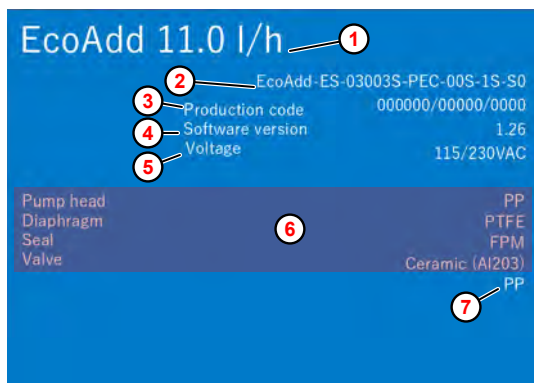 EcoAdd 11.0 l/h 1
2 EcoAdd-ES-03003S-PEC-00S-1S-S0
3 Production code 000000/00000/0000
4 Software version 1.26
5 Voltage 115/230VAC
Pump head PP
Diaphragm PTFE
6
Seal FPM
Valve Ceramic (Al203)
PP
7